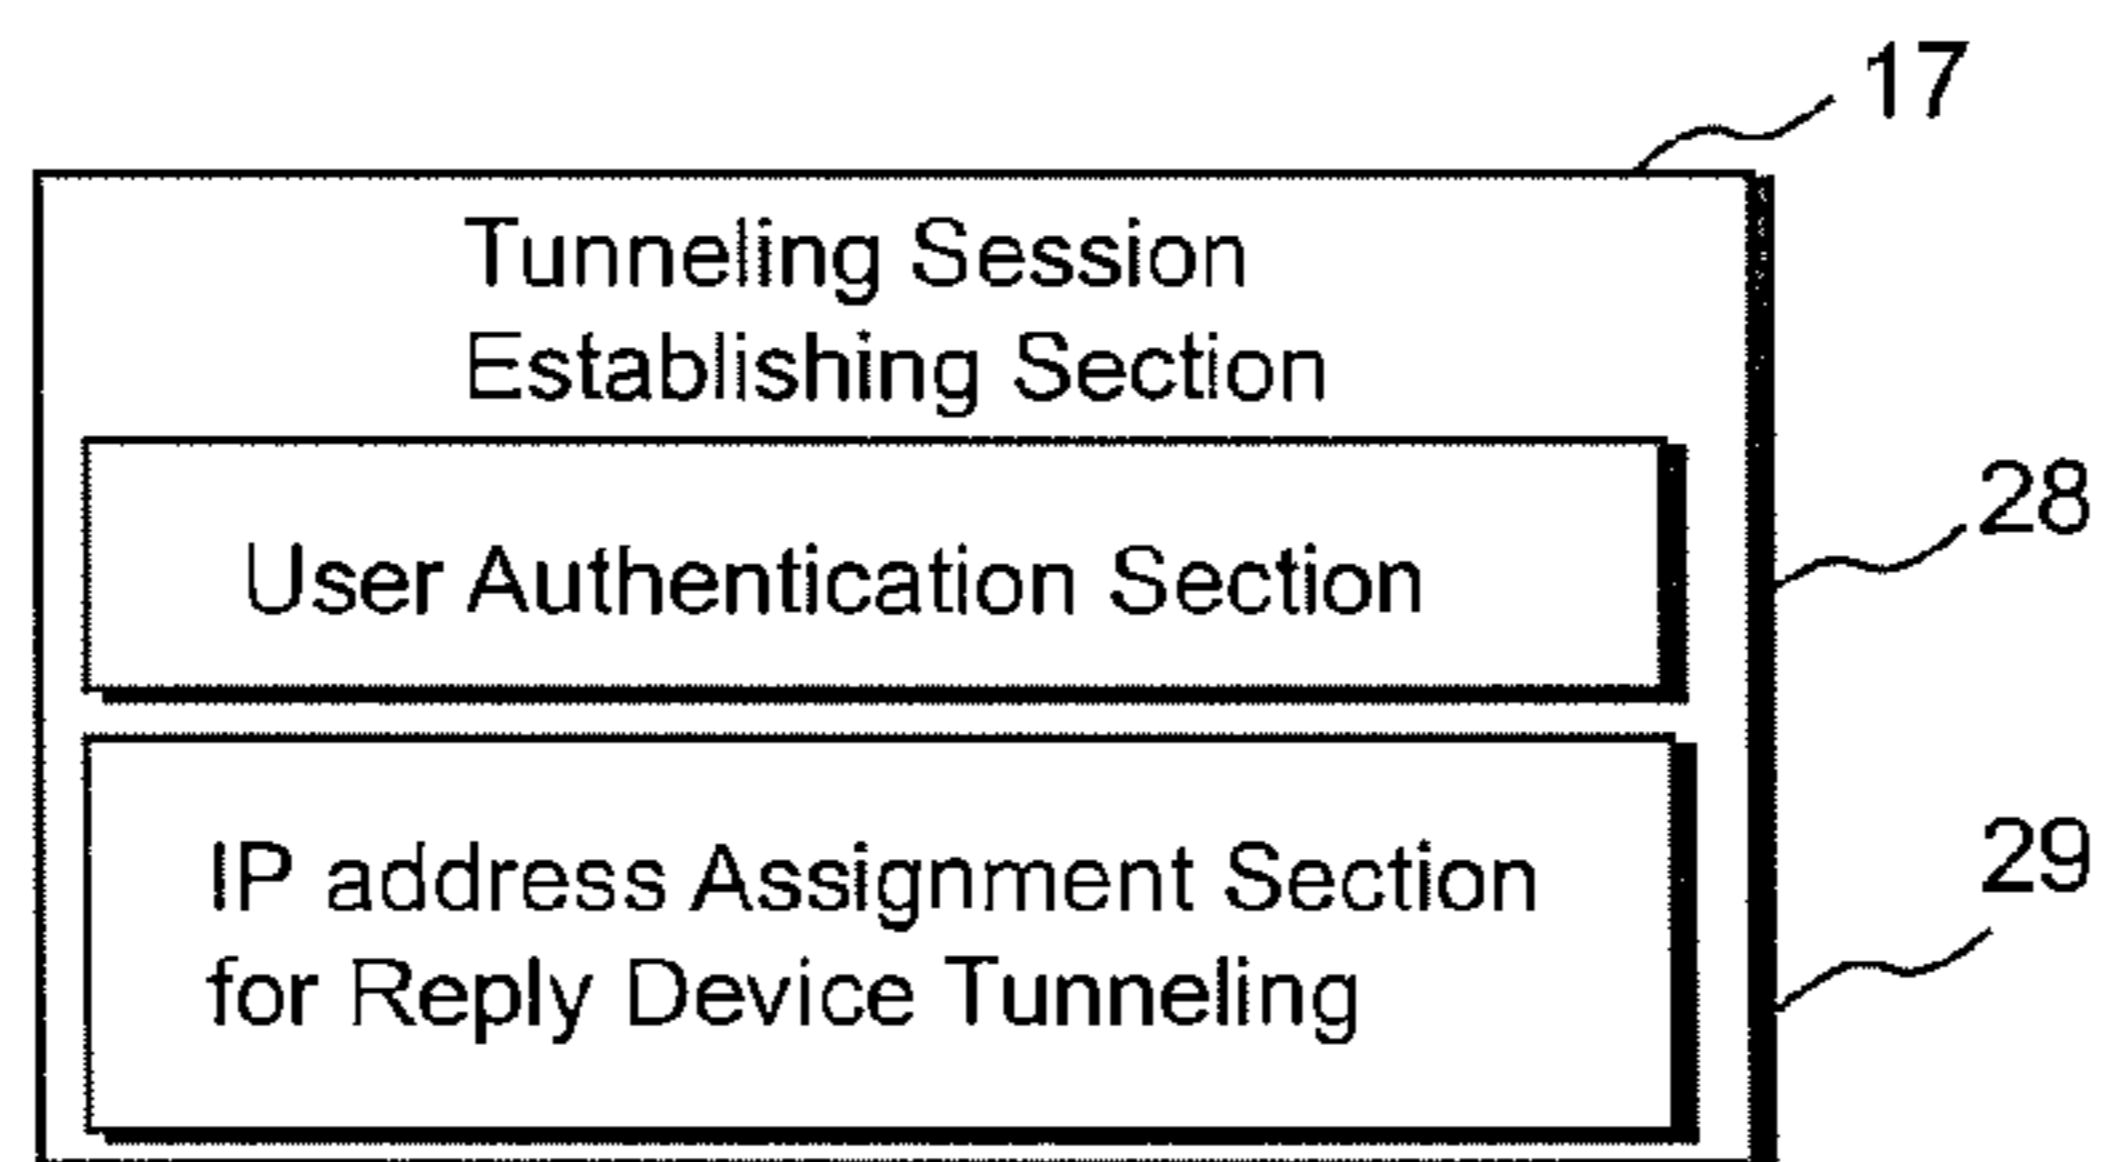 17
Tunneling Session
Establishing Section
28
User Authentication Section
29
IP address Assignment Section
for Reply Device Tunneling